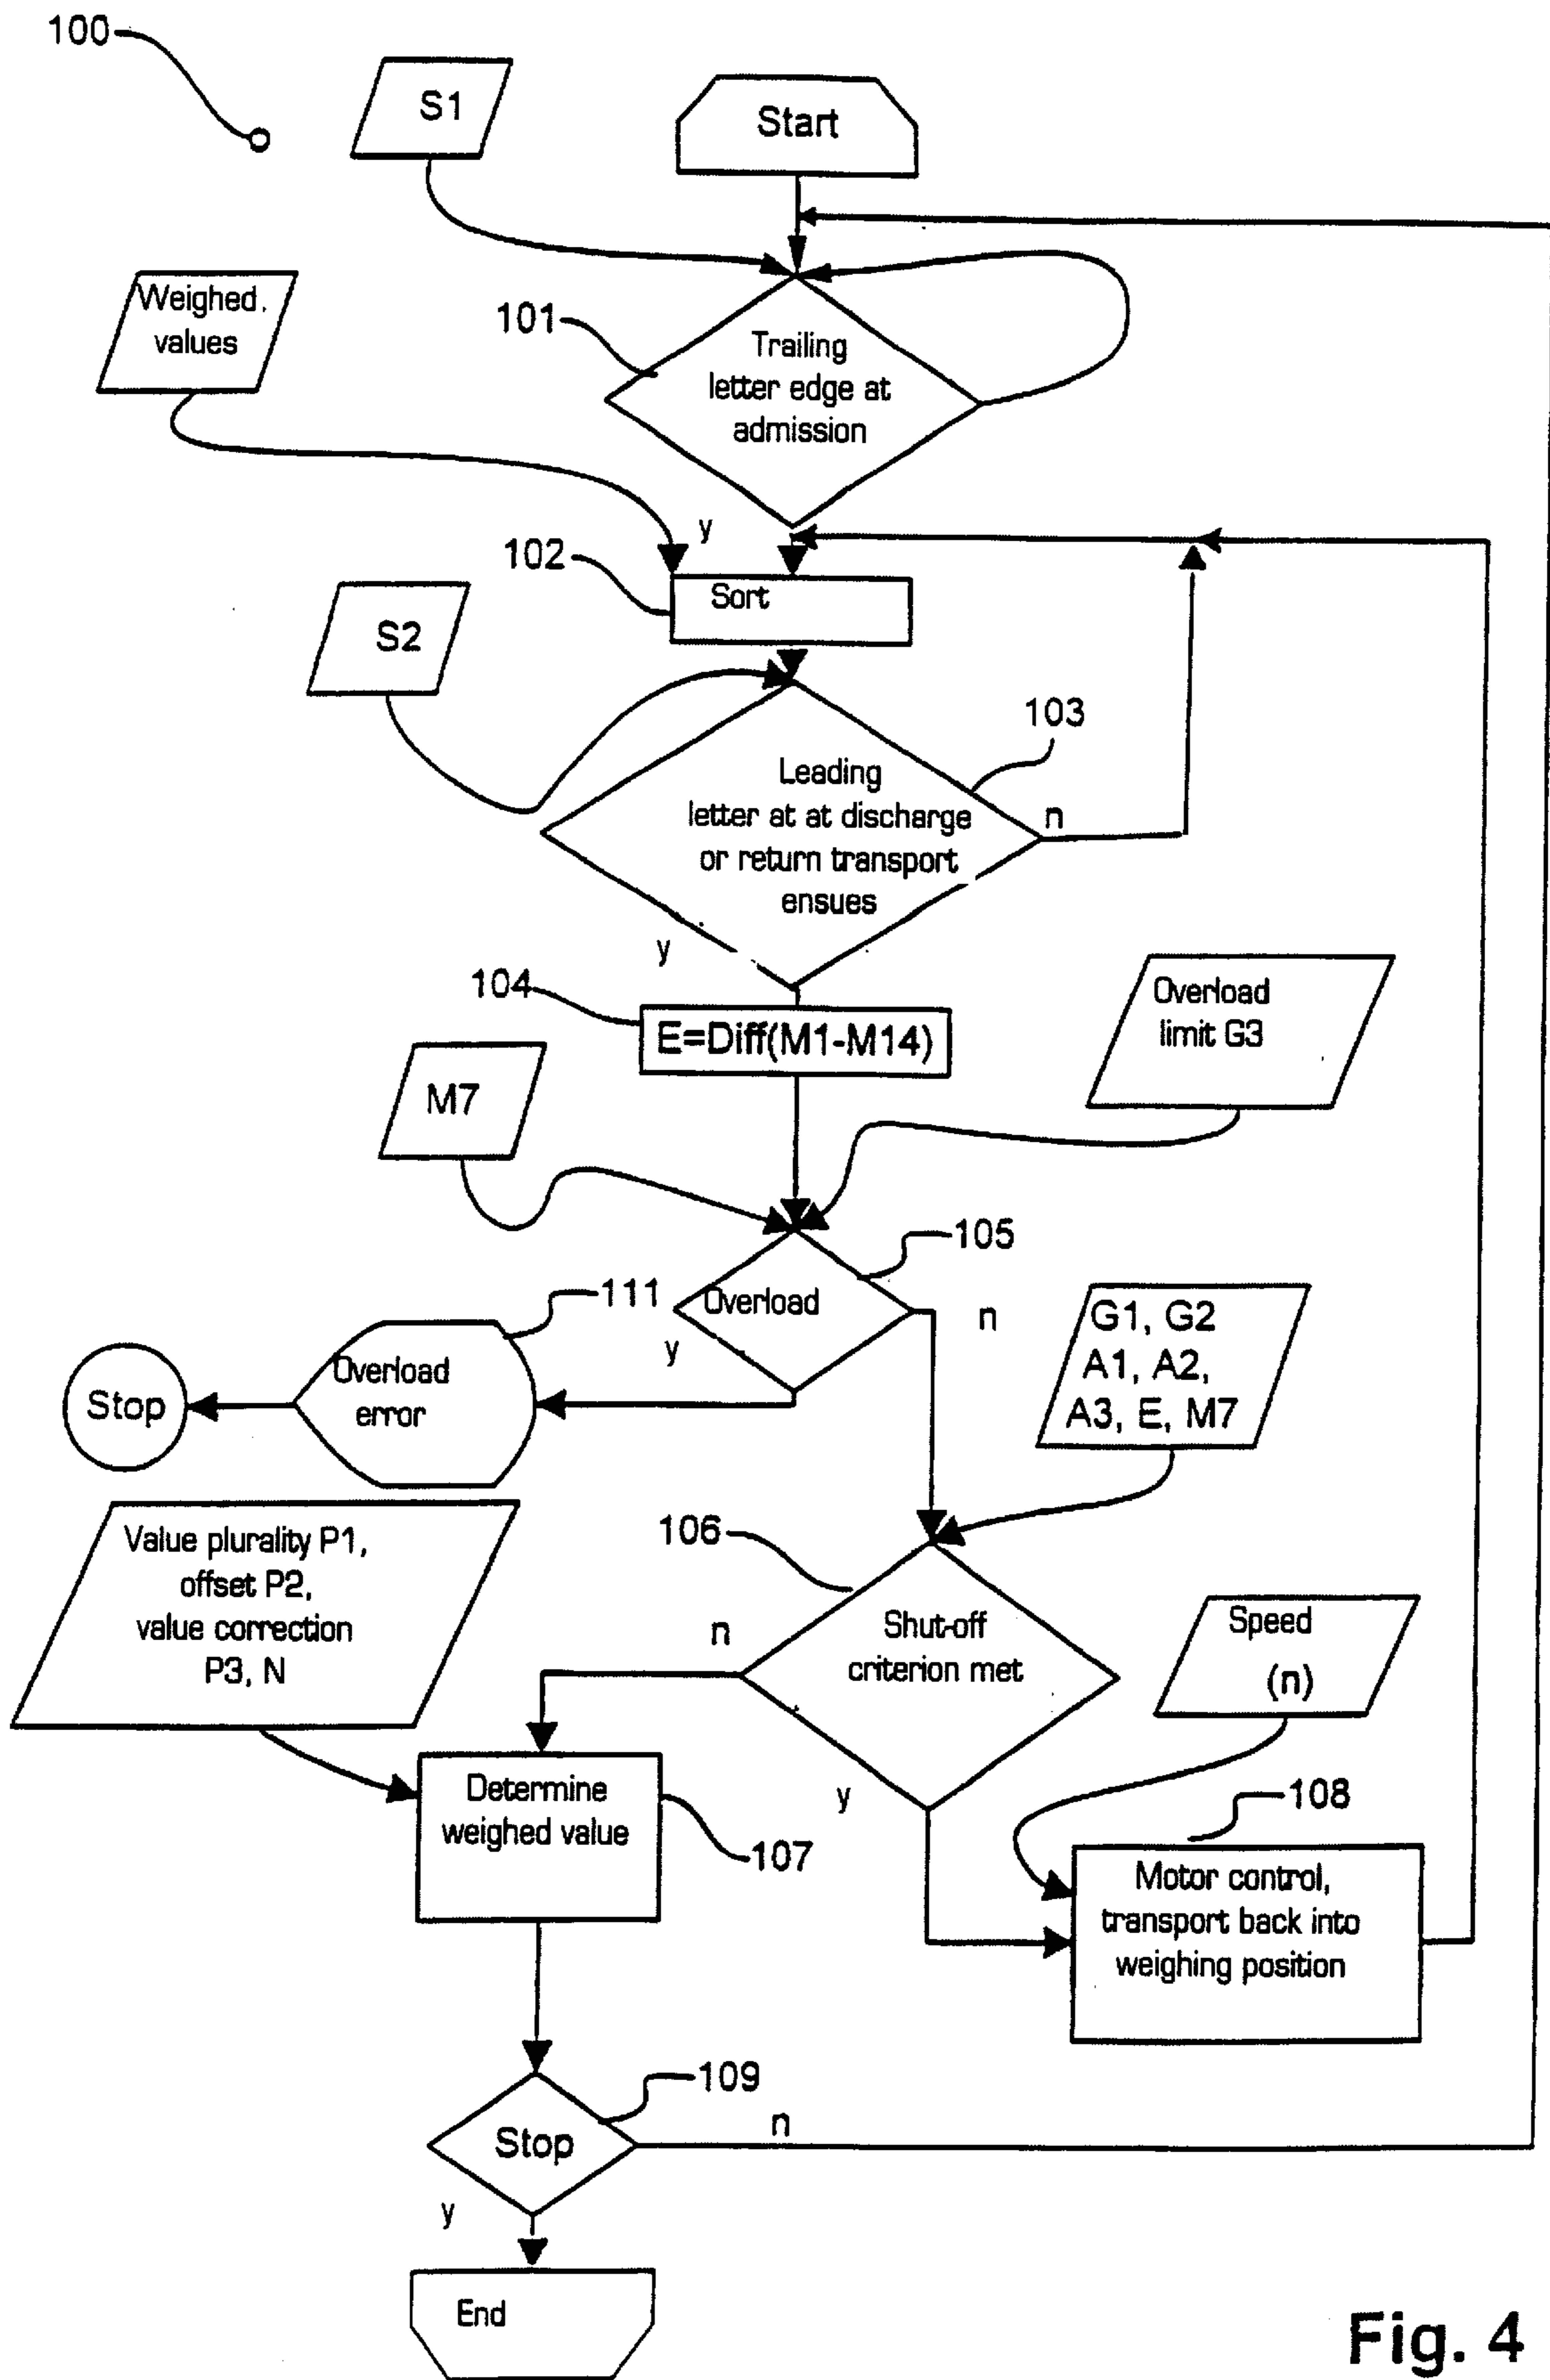 100
S1
Start
Weighed.
values
101
Trailing
letter edge at
admission
y
102
Sort
S2
103
Leading
letter at at discharge
or return transport
ensues
n
y
104
E=Diff(M1-M14)
Overload
limit G3
M7
105
Overload
n
y
111
Overload
error
Stop
G1, G2
A1, A2,
A3, E, M7
Value plurality P1,
offset P2,
value correction
P3, N
106
Shut-off
criterion met
n
y
Speed
(n)
Determine
weighed value
107
108
Motor control,
transport back into
weighing position
109
Stop
n
y
End
Fig. 4